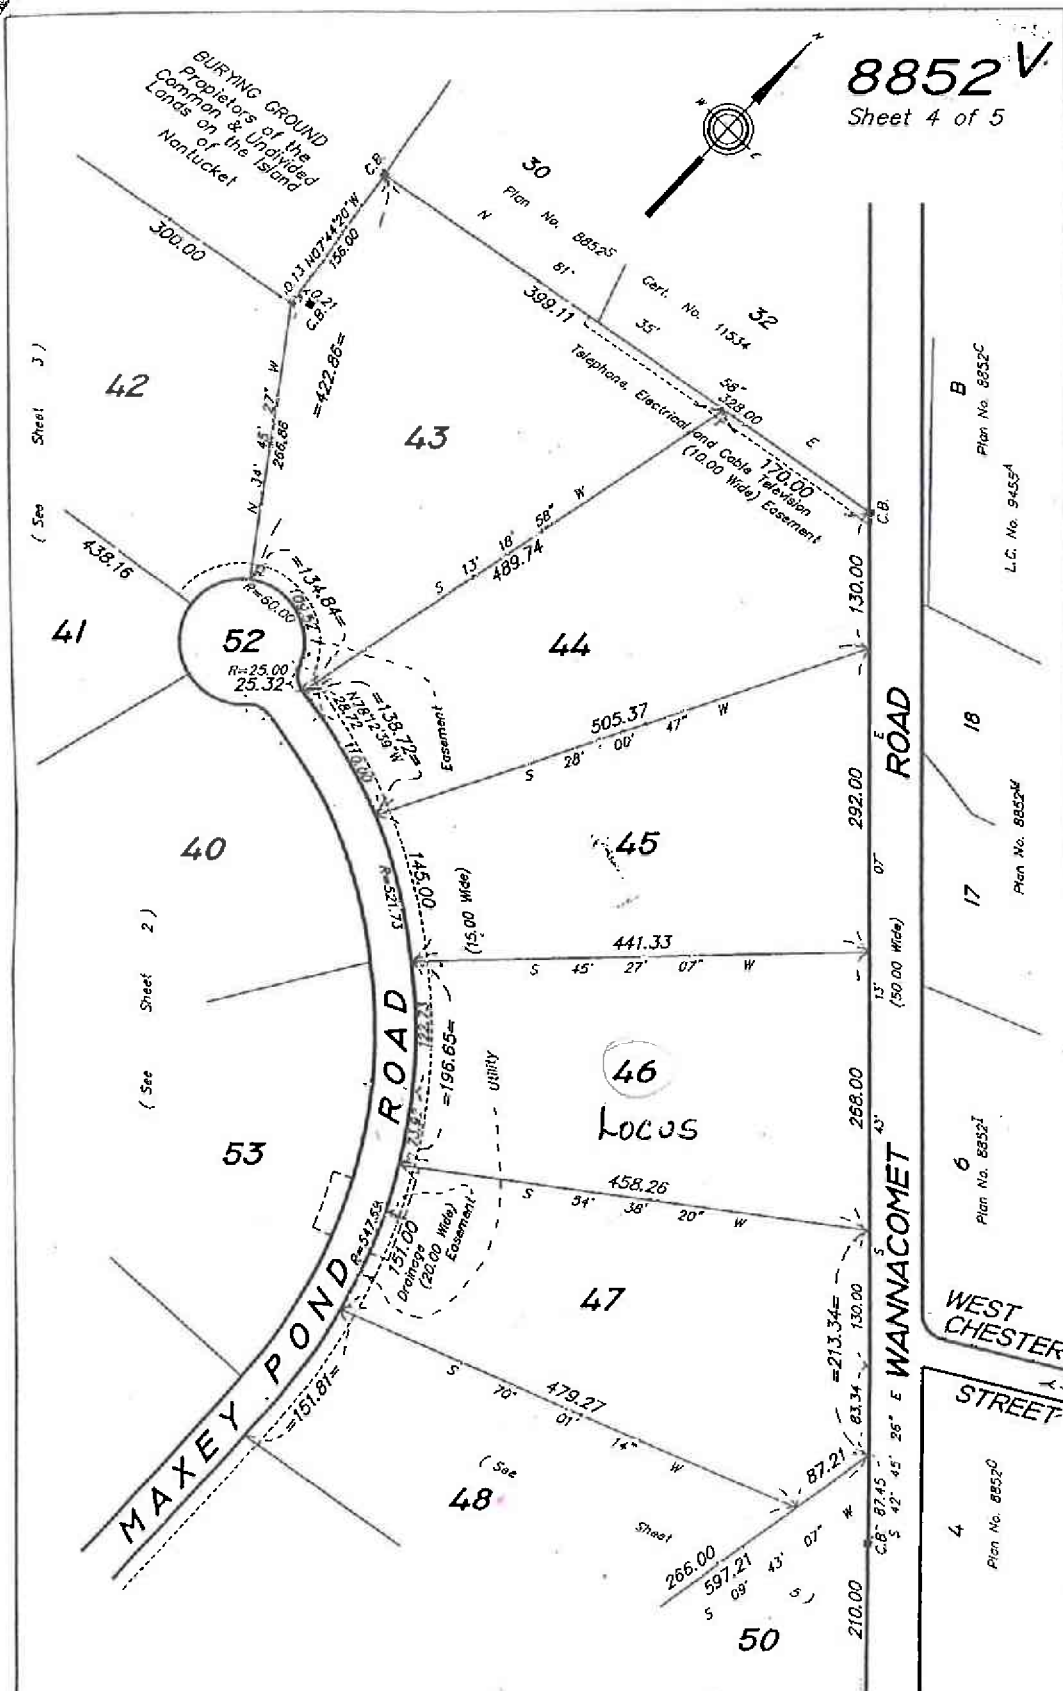 8852 V.
Sheet 4 of 5
BURYING GROUND
Propietors of the
Common & Undivided
Lands on the Island
of
Nantucket
N
W
E
C.B.
300.00
N07°44'20"W
156.00
0.13
0.21
C.B.
=422.86=
30
Plan No. 8852S
Cert. No. 11534
32
N 81° 35' 58" E
399.11
328.00
170.00
Telephone, Electrical and Cable Television
(10.00 Wide) Easement
C.B.
( See Sheet 3 )
42
N 34° 45' 27" W
266.86
43
S 13° 18' 58" W
489.74
438.16
41
52
R=60.00
=134.84=
R=25.00
25.32
44
130.00
B
Plan No. 8852C
L.C. No. 9455A
=138.72=
N78°12'39"W
28.72
110.00
Easement
505.37
S 28° 00' 47" W
ROAD
18
292.00
40
45
145.00
R=521.73
(15.00 Wide)
17
Plan No. 8852M
441.33
S 45° 27' 07" W
(50.00 Wide)
( See Sheet 2 )
ROAD
122.73
=196.65=
Utility
46
Locus
268.00
S 43° 13' 07" E
53
458.26
S 54° 38' 20" W
6
Plan No. 8852I
R=547.53
151.00
Drainage
(20.00 Wide)
Easement
47
=213.34=
130.00
83.34
WANNACOMET
WEST
CHESTER
STREET
MAXEY POND
=151.81=
479.27
S 70° 01' 14" W
87.21
C.B. 87.45
S 42° 45' 26" E
48
( See Sheet 5 )
266.00
597.21
S 09° 43' 07" W
210.00
50
4
Plan No. 8852O